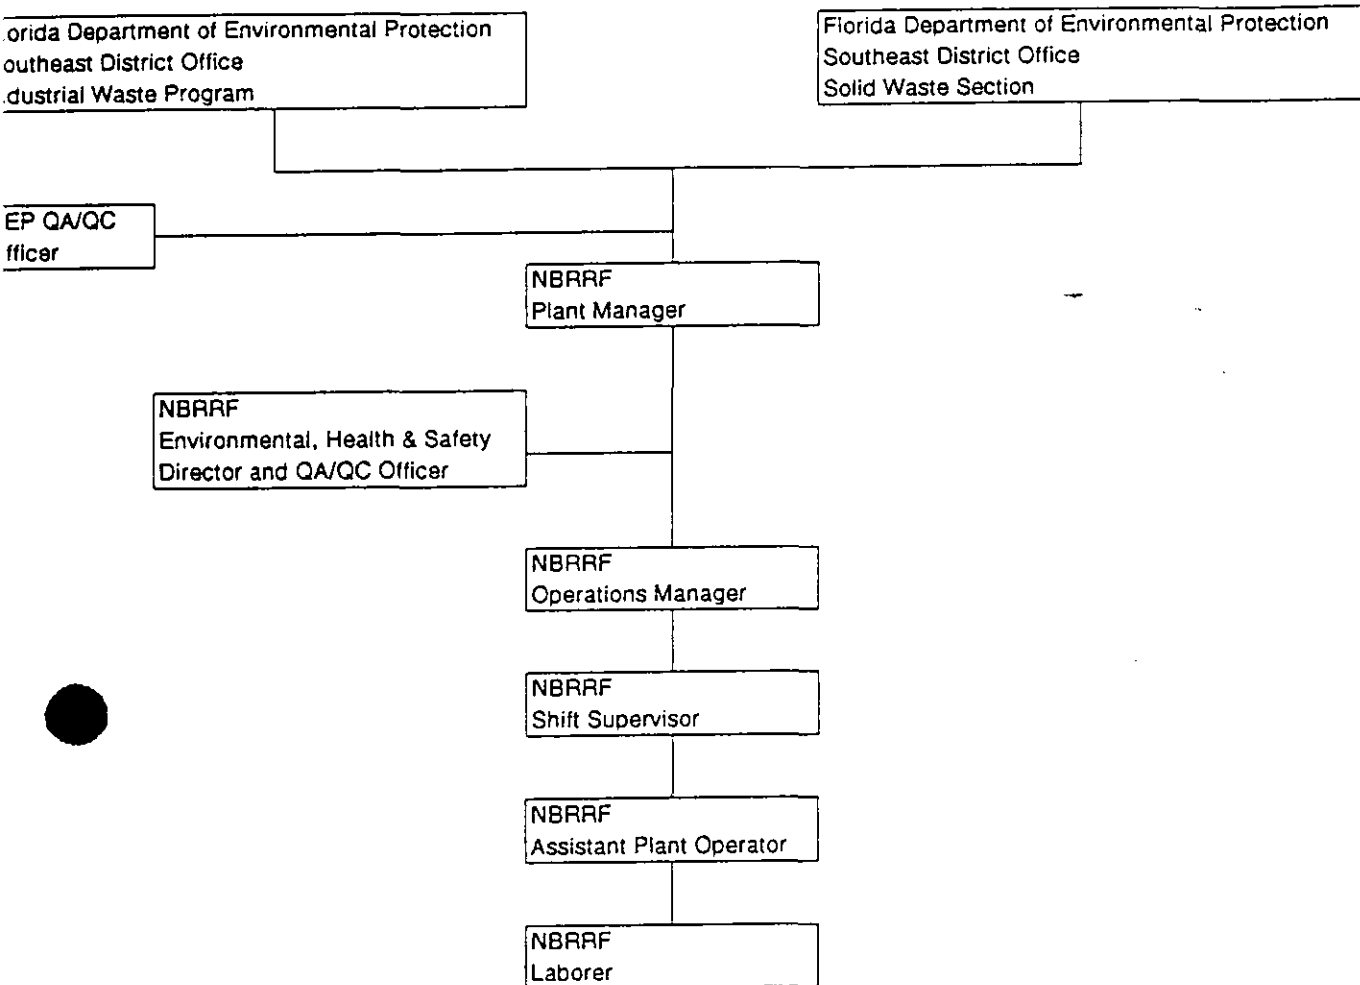 orida Department of Environmental Protection
outheast District Office
dustrial Waste Program
Florida Department of Environmental Protection
Southeast District Office
Solid Waste Section
EP QA/QC
fficer
NBRRF
Plant Manager
NBRRF
Environmental, Health & Safety
Director and QA/QC Officer
NBRRF
Operations Manager
NBRRF
Shift Supervisor
NBRRF
Assistant Plant Operator
NBRRF
Laborer